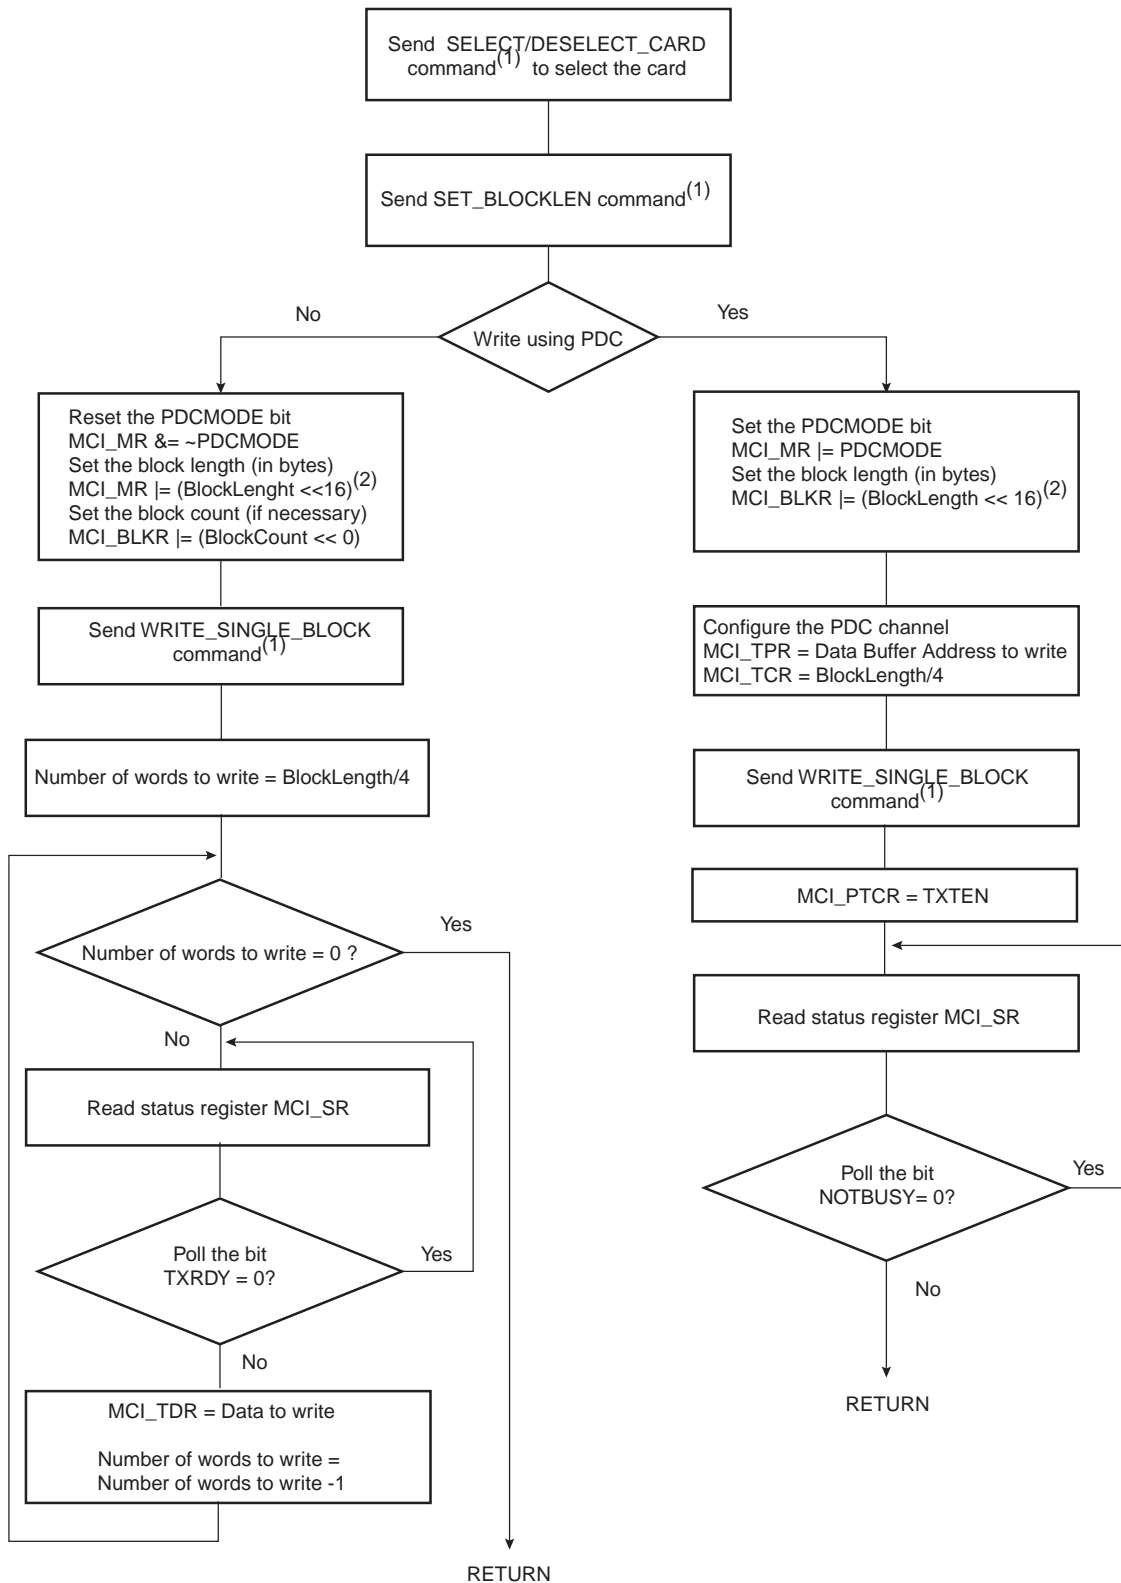 Send SELECT/DESELECT_CARD
command(1) to select the card
Send SET_BLOCKLEN command(1)
No
Yes
Write using PDC
Reset the PDCMODE bit
MCI_MR &= ~PDCMODE
Set the block length (in bytes)
MCI_MR |= (BlockLenght <<16)(2)
Set the block count (if necessary)
MCI_BLKR |= (BlockCount << 0)
Send WRITE_SINGLE_BLOCK
command(1)
Number of words to write = BlockLength/4
Number of words to write = 0 ?
Yes
No
Read status register MCI_SR
Poll the bit
TXRDY = 0?
Yes
No
MCI_TDR = Data to write
Number of words to write =
Number of words to write -1
RETURN
Set the PDCMODE bit
MCI_MR |= PDCMODE
Set the block length (in bytes)
MCI_BLKR |= (BlockLength << 16)(2)
Configure the PDC channel
MCI_TPR = Data Buffer Address to write
MCI_TCR = BlockLength/4
Send WRITE_SINGLE_BLOCK
command(1)
MCI_PTCR = TXTEN
Read status register MCI_SR
Poll the bit
NOTBUSY= 0?
Yes
No
RETURN